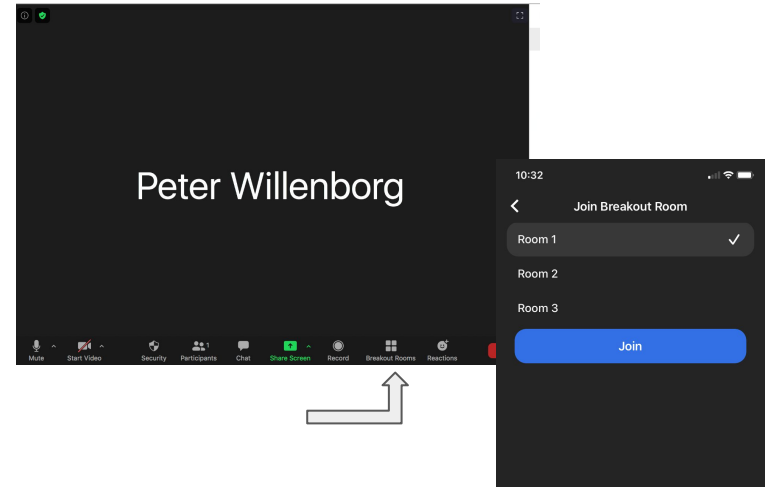 Peter Willenborg
Mute
Start Video
Security
1
Participants
Chat
Share Screen
Record
Breakout Rooms
Reactions
10:32
Join Breakout Room
Room 1
Room 2
Room 3
Join